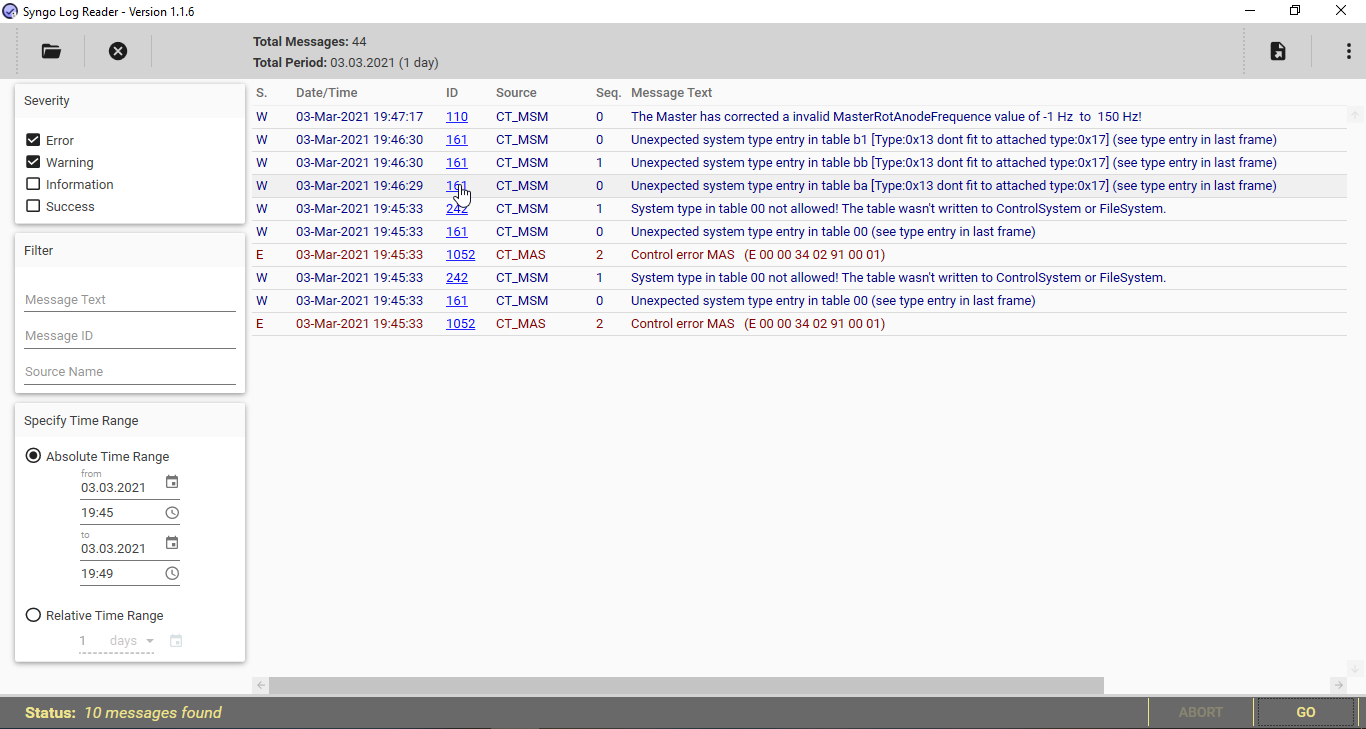 Syngo Log Reader - Version 1.1.6
Total Messages: 44
Total Period: 03.03.2021 (1 day)
Severity
Error
Warning
Information
Success
Filter
Message Text
Message ID
Source Name
Specify Time Range
Absolute Time Range
from
03.03.2021
19:45
to
03.03.2021
19:49
Relative Time Range
1 days
S. Date/Time ID Source Seq. Message Text
W 03-Mar-2021 19:47:17 110 CT_MSM 0 The Master has corrected a invalid MasterRotAnodeFrequence value of -1 Hz to 150 Hz!
W 03-Mar-2021 19:46:30 161 CT_MSM 0 Unexpected system type entry in table b1 [Type:0x13 dont fit to attached type:0x17] (see type entry in last frame)
W 03-Mar-2021 19:46:30 161 CT_MSM 1 Unexpected system type entry in table bb [Type:0x13 dont fit to attached type:0x17] (see type entry in last frame)
W 03-Mar-2021 19:46:29 161 CT_MSM 0 Unexpected system type entry in table ba [Type:0x13 dont fit to attached type:0x17] (see type entry in last frame)
W 03-Mar-2021 19:45:33 242 CT_MSM 1 System type in table 00 not allowed! The table wasn't written to ControlSystem or FileSystem.
W 03-Mar-2021 19:45:33 161 CT_MSM 0 Unexpected system type entry in table 00 (see type entry in last frame)
E 03-Mar-2021 19:45:33 1052 CT_MAS 2 Control error MAS (E 00 00 34 02 91 00 01)
W 03-Mar-2021 19:45:33 242 CT_MSM 1 System type in table 00 not allowed! The table wasn't written to ControlSystem or FileSystem.
W 03-Mar-2021 19:45:33 161 CT_MSM 0 Unexpected system type entry in table 00 (see type entry in last frame)
E 03-Mar-2021 19:45:33 1052 CT_MAS 2 Control error MAS (E 00 00 34 02 91 00 01)
Status: 10 messages found
ABORT
GO